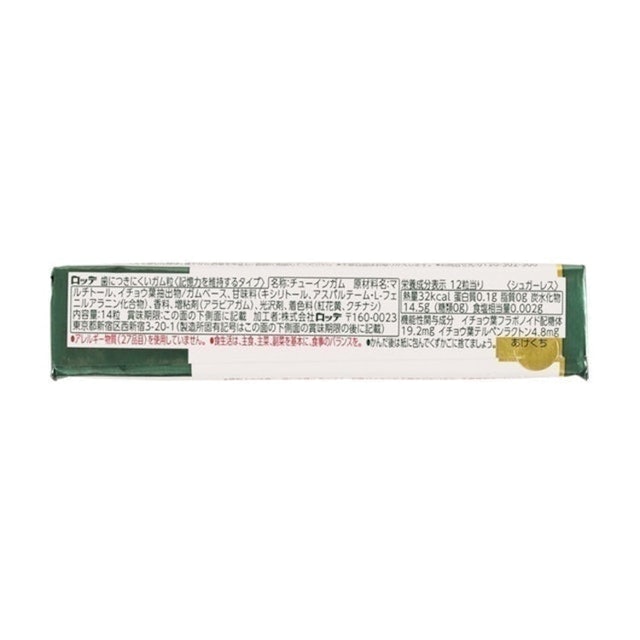 ロッテ 歯につきにくいガム粒(記憶力を維持するタイプ)
名称:チューインガム 原材料名:マルチトール、イチョウ葉抽出物/ガムベース、甘味料(キシリトール、アスパルテーム・L-フェニルアラニン化合物)、香料、増粘剤(アラビアガム)、光沢剤、着色料(紅花黄、クチナシ)
内容量:14粒 賞味期限:この面の下側面に記載 加工者:株式会社ロッテ 〒160-0023
東京都新宿区西新宿3-20-1(製造所固有記号はこの面の下側面の賞味期限の後に記載)
●アレルギー物質(27品目)を使用していません。 ●食生活は、主食、主菜、副菜を基本に、食事のバランスを。 ●かんだ後は紙に包んでくずかごに捨てましょう。
栄養成分表示 12粒当り (シュガーレス)
熱量32kcal 蛋白質0.1g 脂質0g 炭水化物
14.5g (糖類0g) 食塩相当量0.002g
機能性関与成分 イチョウ葉フラボノイド配糖体
19.2mg イチョウ葉テルペンラクトン4.8mg
あけくち